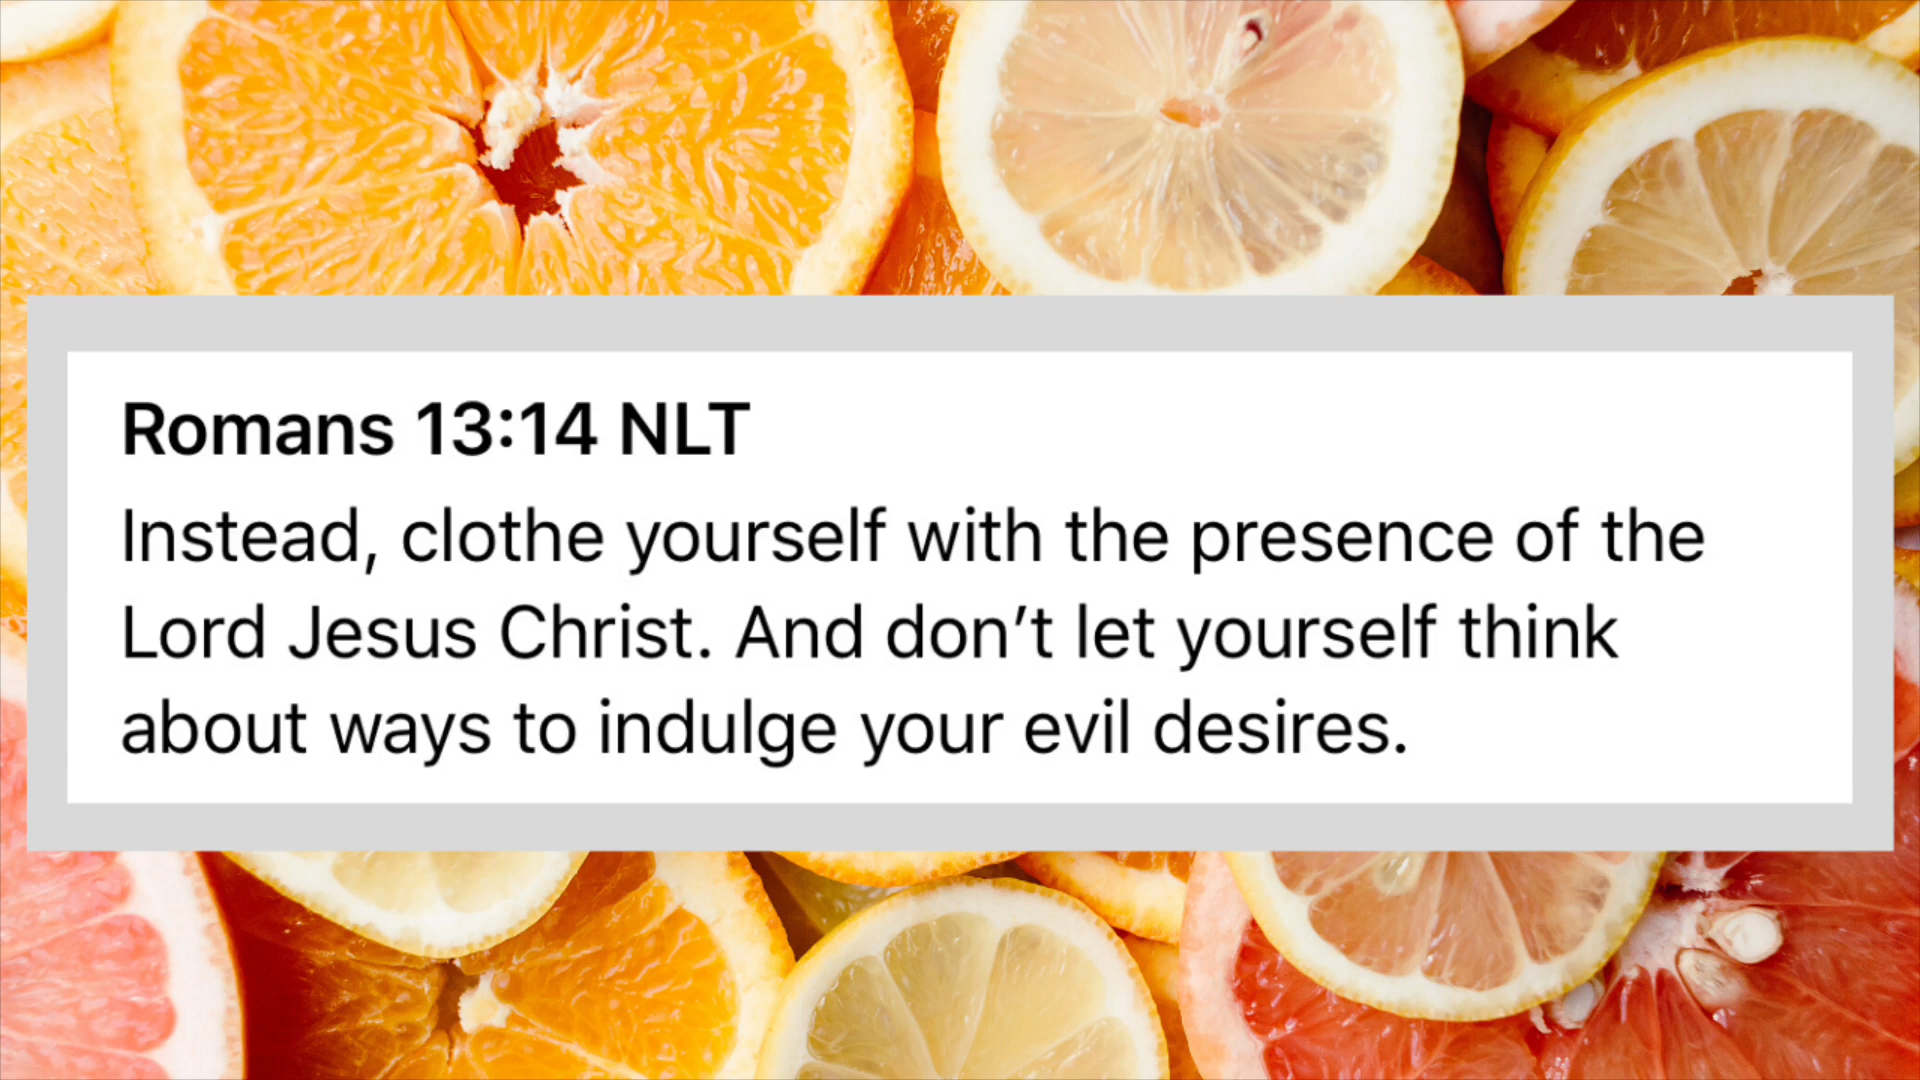 Romans 13:14 NLT
Instead, clothe yourself with the presence of the
Lord Jesus Christ. And don’t let yourself think
about ways to indulge your evil desires.